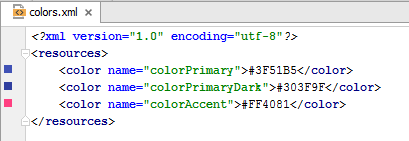 colors.xml
<?xml version="1.0" encoding="utf-8"?>
<resources>
    <color name="colorPrimary">#3F51B5</color>
    <color name="colorPrimaryDark">#303F9F</color>
    <color name="colorAccent">#FF4081</color>
</resources>